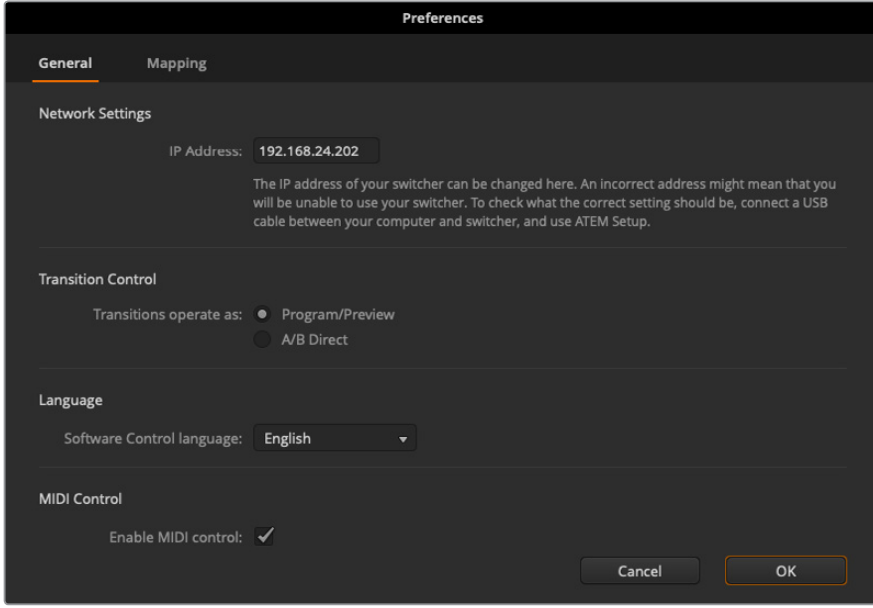 Preferences
General Mapping
Network Settings
IP Address: 192.168.24.202
The IP address of your switcher can be changed here. An incorrect address might mean that you
will be unable to use your switcher. To check what the correct setting should be, connect a USB
cable between your computer and switcher, and use ATEM Setup.
Transition Control
Transitions operate as: Program/Preview
A/B Direct
Language
Software Control language: English
MIDI Control
Enable MIDI control:
Cancel OK